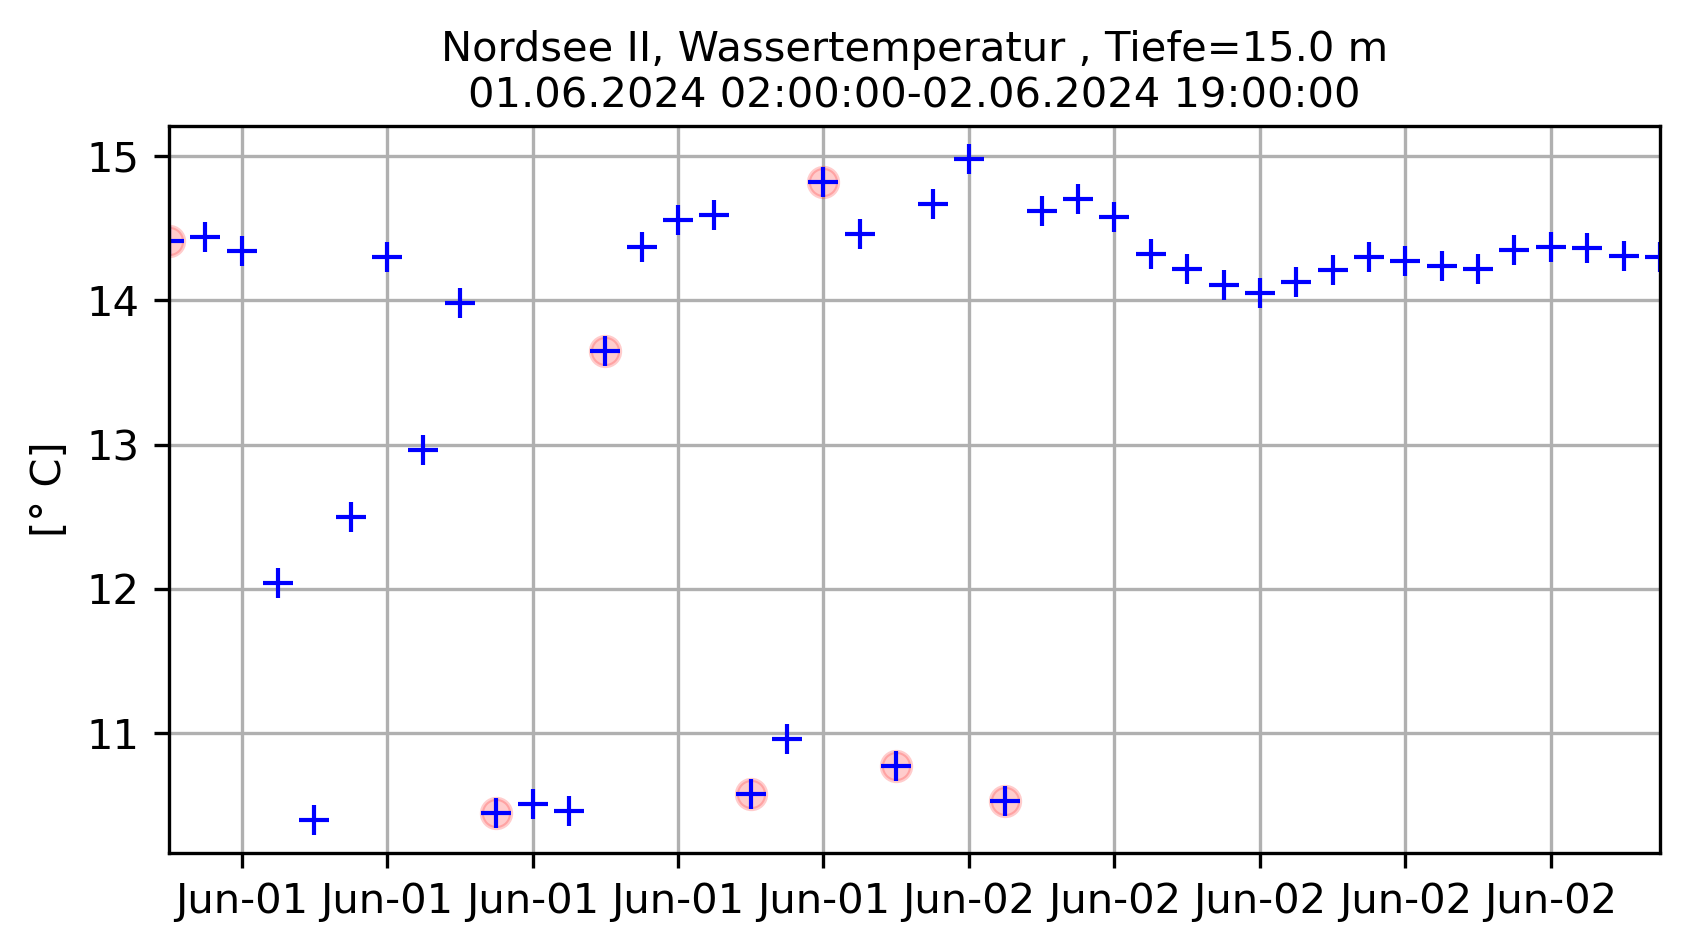 Nordsee II, Wassertemperatur , Tiefe=15.0 m
01.06.2024 02:00:00-02.06.2024 19:00:00
15
14
13
12
11
[° C]
Jun-01 Jun-01 Jun-01 Jun-01 Jun-01 Jun-02 Jun-02 Jun-02 Jun-02 Jun-02